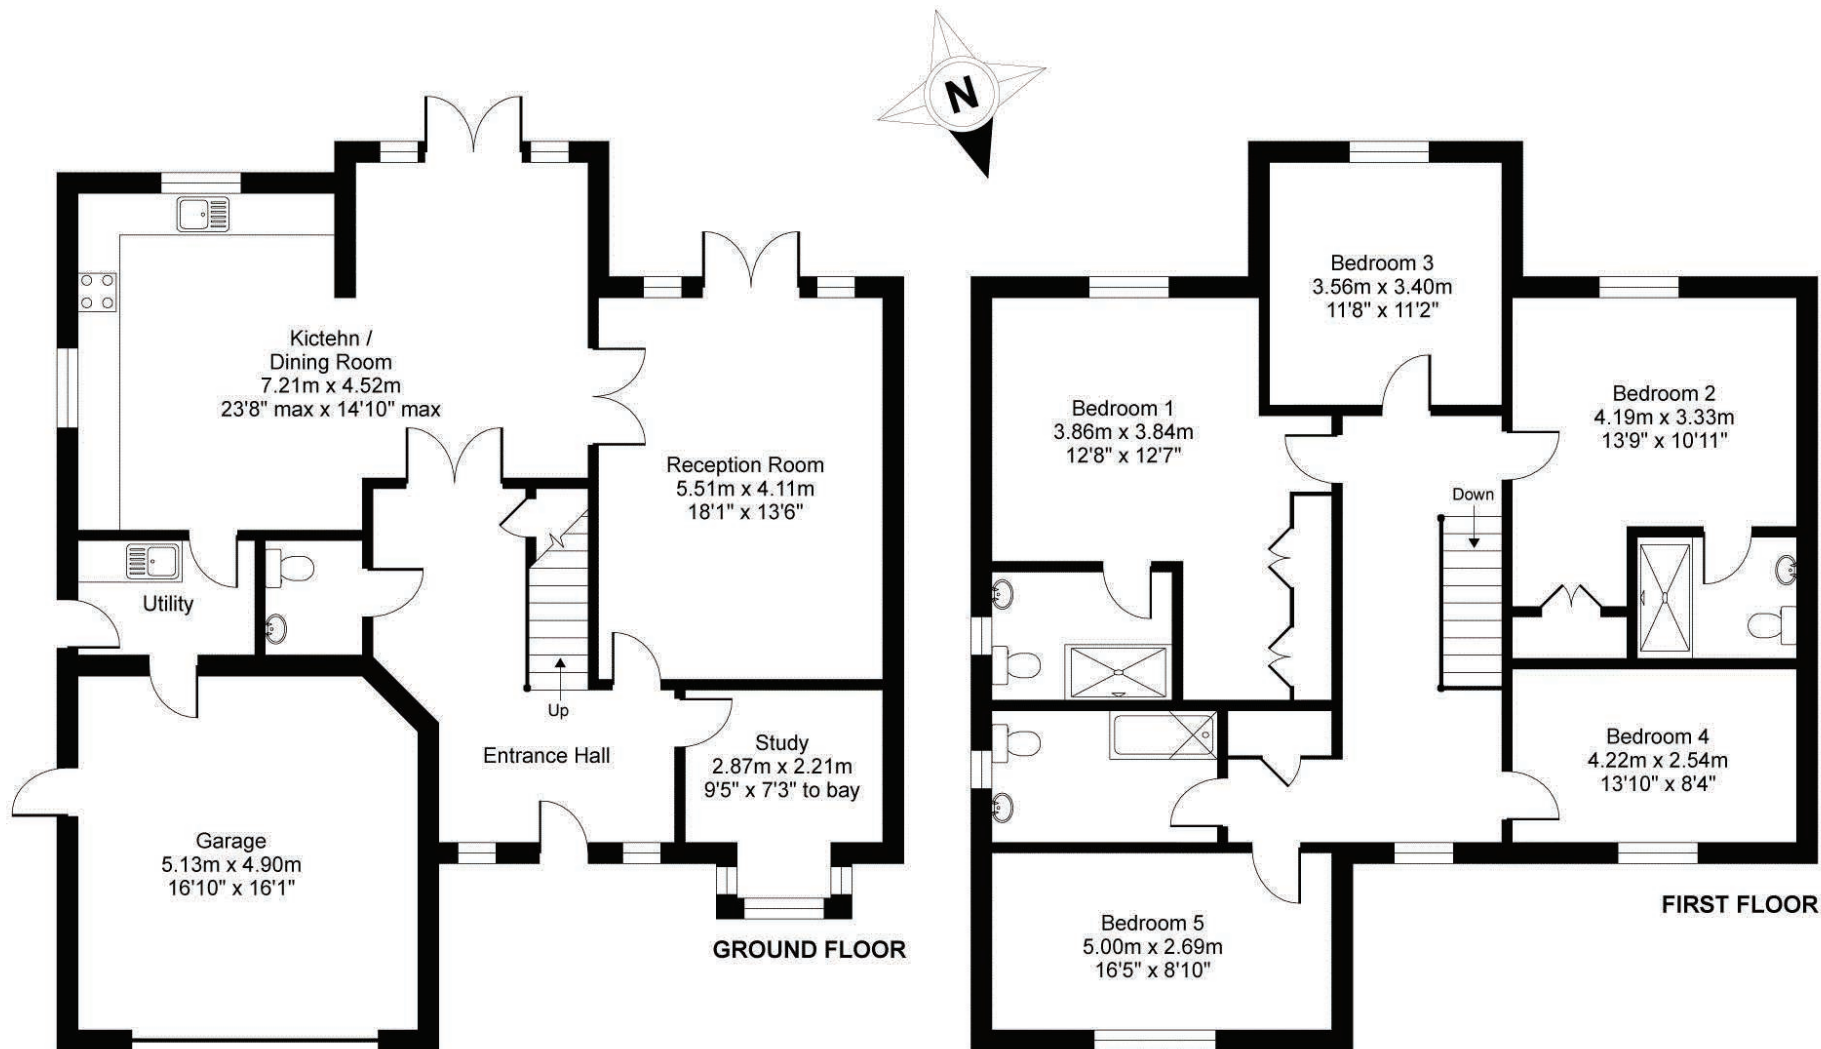 N
Kictehn /
Dining Room
7.21m x 4.52m
23'8" max x 14'10" max
Reception Room
5.51m x 4.11m
18'1" x 13'6"
Utility
Up
Entrance Hall
Study
2.87m x 2.21m
9'5" x 7'3" to bay
Garage
5.13m x 4.90m
16'10" x 16'1"
GROUND FLOOR
Bedroom 3
3.56m x 3.40m
11'8" x 11'2"
Bedroom 1
3.86m x 3.84m
12'8" x 12'7"
Bedroom 2
4.19m x 3.33m
13'9" x 10'11"
Down
Bedroom 4
4.22m x 2.54m
13'10" x 8'4"
Bedroom 5
5.00m x 2.69m
16'5" x 8'10"
FIRST FLOOR